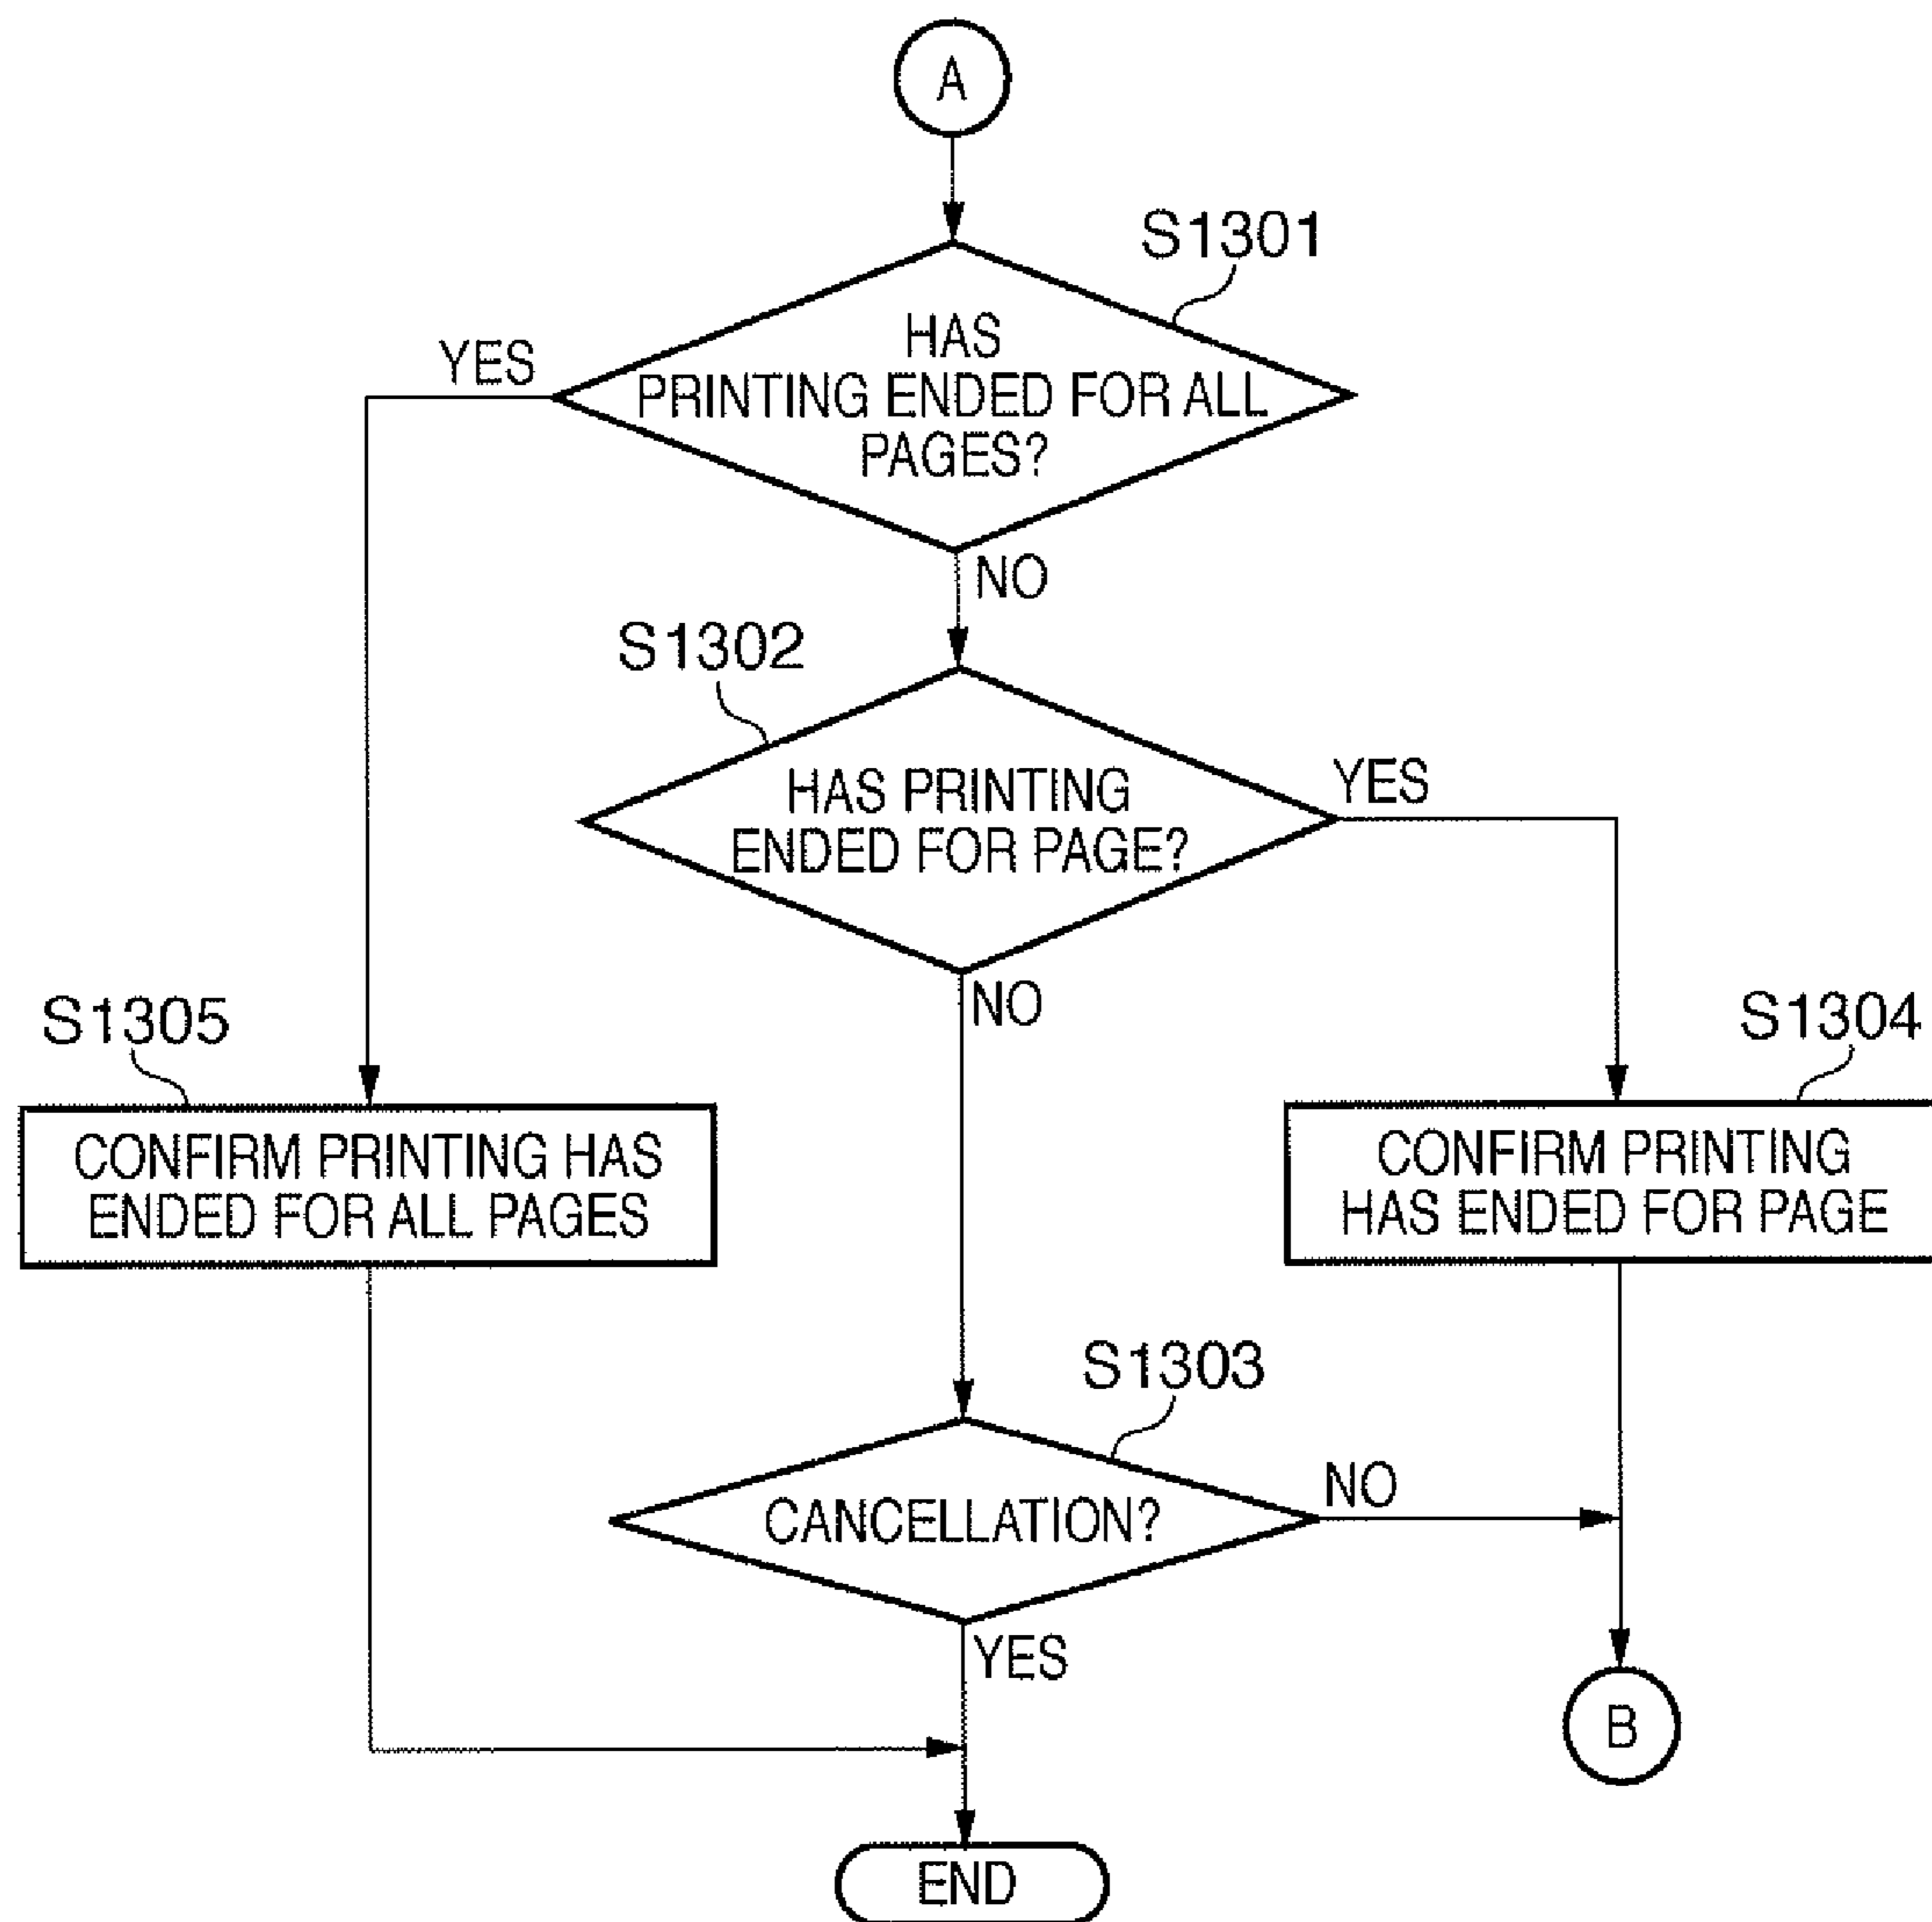 A
S1301
HAS
PRINTING ENDED FOR ALL
PAGES?
YES
NO
S1302
HAS PRINTING
ENDED FOR PAGE?
YES
NO
S1305
CONFIRM PRINTING HAS
ENDED FOR ALL PAGES
S1304
CONFIRM PRINTING
HAS ENDED FOR PAGE
S1303
CANCELLATION?
NO
YES
B
END